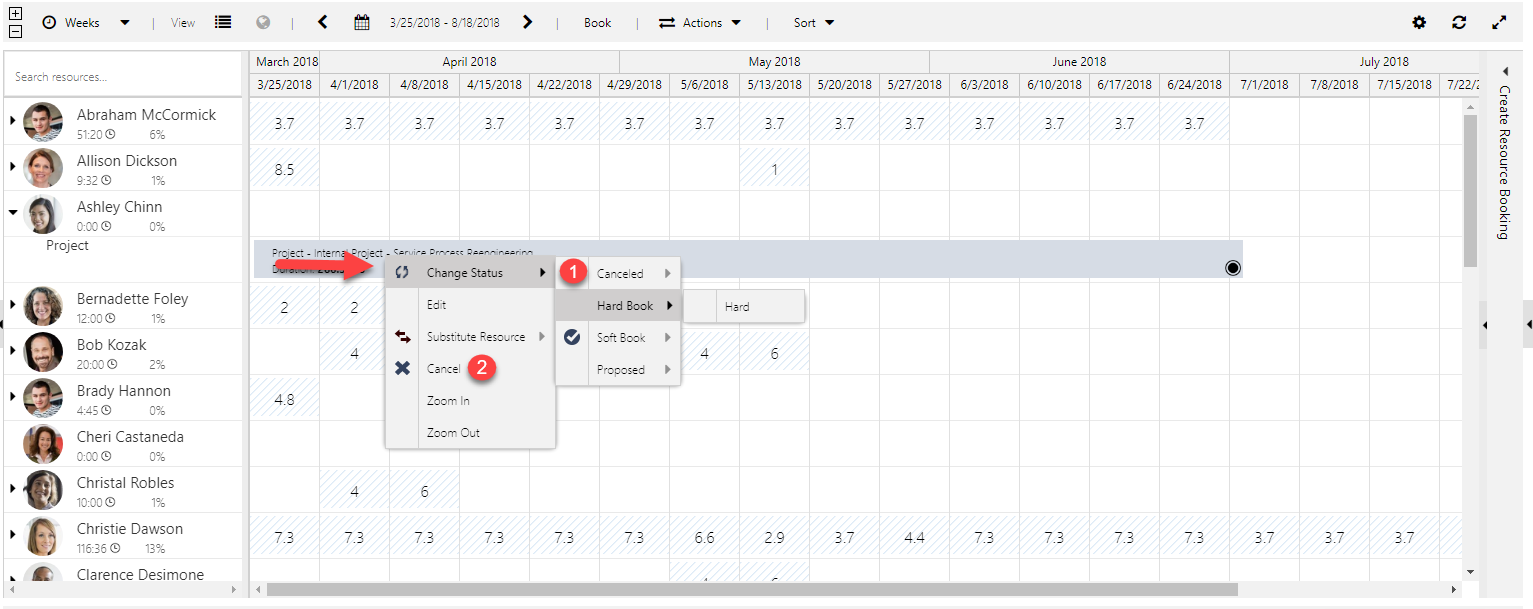 Weeks View 3/25/2018 - 8/18/2018 Book Actions Sort
Search resources...
March 2018 April 2018 May 2018 June 2018 July 2018
3/25/2018 4/1/2018 4/8/2018 4/15/2018 4/22/2018 4/29/2018 5/6/2018 5/13/2018 5/20/2018 5/27/2018 6/3/2018 6/10/2018 6/17/2018 6/24/2018 7/1/2018 7/8/2018 7/15/2018
Create Resource Booking
Abraham McCormick
51:20 6%
3.7 3.7 3.7 3.7 3.7 3.7 3.7 3.7 3.7 3.7 3.7 3.7 3.7 3.7
Allison Dickson
9:32 1%
8.5 1
Ashley Chinn
0:00 0%
Project
Project - Internal Project - Service Process Reengineering
Duration:
Change Status
Edit
Substitute Resource
Cancel 2
Zoom In
Zoom Out
1 Canceled
Hard Book
Soft Book
Proposed
Hard
Bernadette Foley
12:00 1%
2 2
Bob Kozak
20:00 2%
4 4 6
Brady Hannon
4:45 0%
4.8
Cheri Castaneda
0:00 0%
Christal Robles
10:00 1%
4 6
Christie Dawson
116:36 13%
7.3 7.3 7.3 7.3 7.3 7.3 6.6 2.9 3.7 4.4 7.3 7.3 7.3 7.3 3.7 3.7 3.7
Clarence Desimone